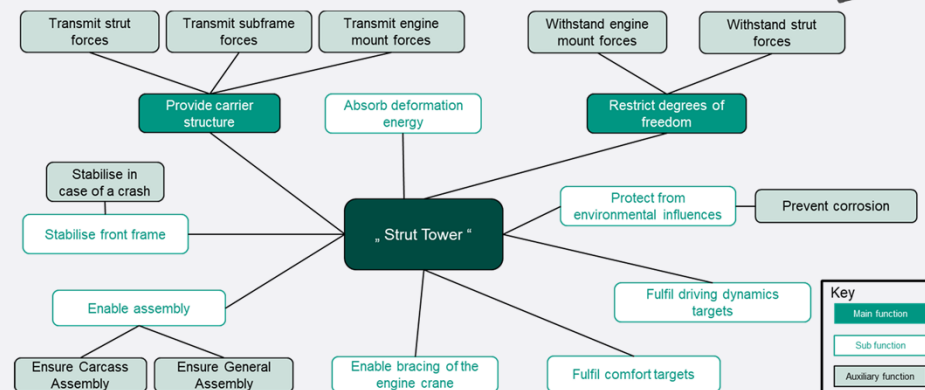 Transmit strut
forces
Transmit subframe
forces
Transmit engine
mount forces
Withstand engine
mount forces
Withstand strut
forces
Provide carrier
structure
Absorb deformation
energy
Restrict degrees of
freedom
Stabilise in
case of a crash
Stabilise front frame
„ Strut Tower “
Protect from
environmental influences
Prevent corrosion
Enable assembly
Fulfil driving dynamics
targets
Ensure Carcass
Assembly
Ensure General
Assembly
Enable bracing of the
engine crane
Fulfil comfort targets
Key
Main function
Sub function
Auxiliary function